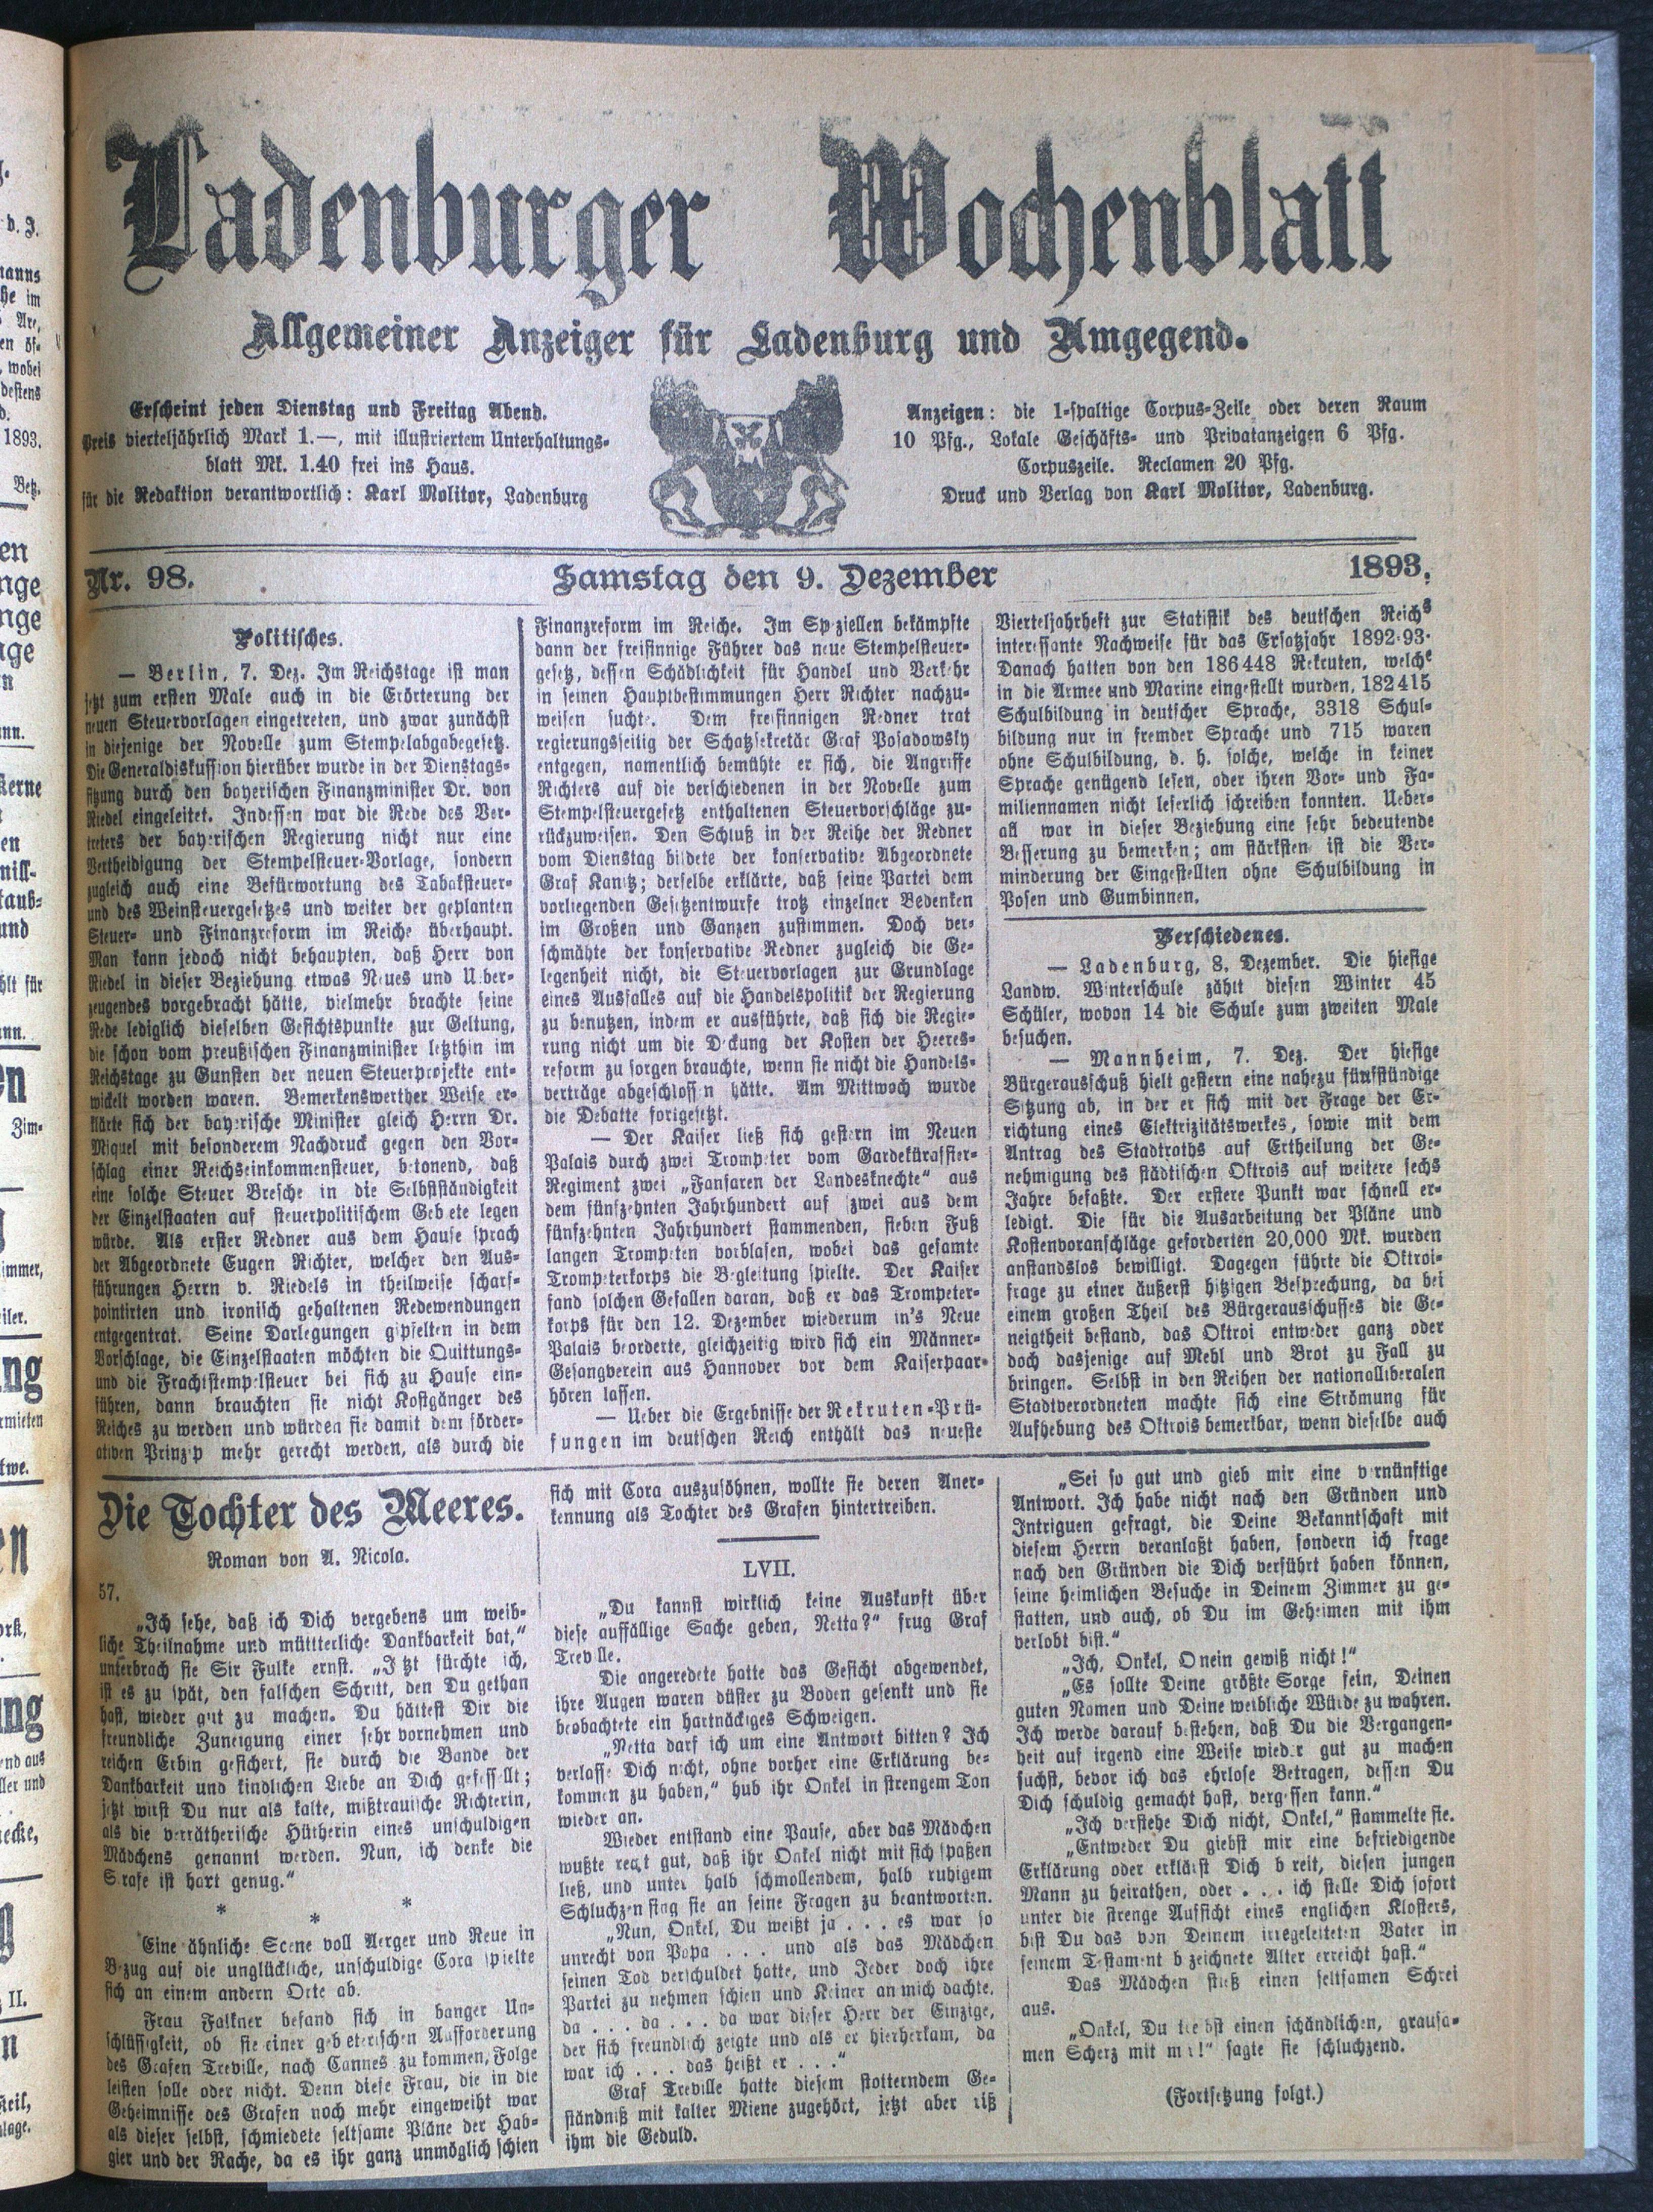 Ladenburger Wochenblatt
Allgemeiner Anzeiger für Ladenburg und Umgegend.
Erscheint jeden Dienstag und Freitag Abend.
Preis vierteljährlich Mark 1.—, mit illustriertem Unterhaltungs-
blatt Mk. 1.40 frei ins Haus.
für die Redaktion verantwortlich: Karl Molitor, Ladenburg
Anzeigen: die 1-spaltige Corpus-Zeile oder deren Raum
10 Pfg., Lokale Geschäfts- und Privatanzeigen 6 Pfg.
Corpuszeile. Reclamen 20 Pfg.
Druck und Verlag von Karl Molitor, Ladenburg.
Nr. 98. Samstag den 9. Dezember 1893.
Politisches.
— Berlin, 7. Dez. Im Reichstage ist man
jetzt zum ersten Male auch in die Erörterung der
neuen Steuervorlagen eingetreten, und zwar zunächst
in diejenige der Novelle zum Stempelabgabegesetz.
Die Generaldiskussion hierüber wurde in der Dienstags-
sitzung durch den bayerischen Finanzminister Dr. von
Riedel eingeleitet. Indessen war die Rede des Ver-
treters der bayerischen Regierung nicht nur eine
Vertheidigung der Stempelsteuer-Vorlage, sondern
zugleich auch eine Befürwortung des Tabaksteuer-
und des Weinsteuergesetzes und weiter der geplanten
Steuer- und Finanzreform im Reiche überhaupt.
Man kann jedoch nicht behaupten, daß Herr von
Riedel in dieser Beziehung etwas Neues und Ueber-
zeugendes vorgebracht hätte, vielmehr brachte seine
Rede lediglich dieselben Gesichtspunkte zur Geltung,
die schon vom preußischen Finanzminister letzthin im
Reichstage zu Gunsten der neuen Steuerprojekte ent-
wickelt worden waren. Bemerkenswerther Weise er-
klärte sich der bayerische Minister gleich Herrn Dr.
Miquel mit besonderem Nachdruck gegen den Vor-
schlag einer Reichseinkommensteuer, betonend, daß
eine solche Steuer Bresche in die Selbstständigkeit
der Einzelstaaten auf steuerpolitischem Gebiete legen
würde. Als erster Redner aus dem Hause sprach
der Abgeordnete Eugen Richter, welcher den Aus-
führungen Herrn v. Riedels in theilweise scharf-
pointirten und ironisch gehaltenen Redewendungen
entgegentrat. Seine Darlegungen gipfelten in dem
Vorschlage, die Einzelstaaten möchten die Quittungs-
und die Frachtstempelsteuer bei sich zu Hause ein-
führen, dann brauchten sie nicht Kostgänger des
Reiches zu werden und würden sie damit dem förder-
ativen Prinzip mehr gerecht werden, als durch die
Finanzreform im Reiche. Im Speziellen bekämpfte
dann der freisinnige Führer das neue Stempelsteuer-
gesetz, dessen Schädlichkeit für Handel und Verkehr
in seinen Hauptbestimmungen Herr Richter nachzu-
weisen suchte. Dem freisinnigen Redner trat
regierungsseitig der Schatzsekretär Graf Posadowsky
entgegen, namentlich bemühte er sich, die Angriffe
Richters auf die verschiedenen in der Novelle zum
Stempelsteuergesetz enthaltenen Steuervorschläge zu-
rückzuweisen. Den Schluß in der Reihe der Redner
vom Dienstag bildete der konservative Abgeordnete
Graf Kanitz; derselbe erklärte, daß seine Partei dem
vorliegenden Gesetzentwurfe trotz einzelner Bedenken
im Großen und Ganzen zustimmen. Doch ver-
schmähte der konservative Redner zugleich die Ge-
legenheit nicht, die Steuervorlagen zur Grundlage
eines Ausfalles auf die Handelspolitik der Regierung
zu benutzen, indem er ausführte, daß sich die Regie-
rung nicht um die Deckung der Kosten der Heeres-
reform zu sorgen brauchte, wenn sie nicht die Handels-
verträge abgeschlossen hätte. Am Mittwoch wurde
die Debatte fortgesetzt.
— Der Kaiser ließ sich gestern im Neuen
Palais durch zwei Trompeter vom Gardekürassier-
Regiment zwei „Fanfaren der Landesknechte“ aus
dem fünfzehnten Jahrhundert auf zwei aus dem
fünfzehnten Jahrhundert stammenden, sieben Fuß
langen Trompeten vorblasen, wobei das gesamte
Trompeterkorps die Begleitung spielte. Der Kaiser
fand solchen Gefallen daran, daß er das Trompeter-
korps für den 12. Dezember wiederum in's Neue
Palais beorderte, gleichzeitig wird sich ein Männer-
Gesangverein aus Hannover vor dem Kaiserpaar
hören lassen.
— Ueber die Ergebnisse der Rekruten-Prü-
fungen im deutschen Reich enthält das neueste
Vierteljahrheft zur Statistik des deutschen Reichs
interessante Nachweise für das Ersatzjahr 1892-93.
Danach hatten von den 186448 Rekruten, welche
in die Armee und Marine eingestellt wurden, 182415
Schulbildung in deutscher Sprache, 3318 Schul-
bildung nur in fremder Sprache und 715 waren
ohne Schulbildung, d. h. solche, welche in keiner
Sprache genügend lesen, oder ihren Vor- und Fa-
miliennamen nicht leserlich schreiben konnten. Ueber-
all war in dieser Beziehung eine sehr bedeutende
Besserung zu bemerken; am stärksten ist die Ver-
minderung der Eingestellten ohne Schulbildung in
Posen und Gumbinnen.
Verschiedenes.
— Ladenburg, 8. Dezember. Die hiesige
Landw. Winterschule zählt diesen Winter 45
Schüler, wovon 14 die Schule zum zweiten Male
besuchen.
— Mannheim, 7. Dez. Der hiesige
Bürgerausschuß hielt gestern eine nahezu fünfstündige
Sitzung ab, in der er sich mit der Frage der Er-
richtung eines Elektrizitätswerkes, sowie mit dem
Antrag des Stadtraths auf Ertheilung der Ge-
nehmigung des städtischen Oktrois auf weitere sechs
Jahre befaßte. Der erstere Punkt war schnell er-
ledigt. Die für die Ausarbeitung der Pläne und
Kostenvoranschläge geforderten 20,000 Mk. wurden
anstandslos bewilligt. Dagegen führte die Oktroi-
frage zu einer äußerst hitzigen Besprechung, da bei
einem großen Theil des Bürgerausschusses die Ge-
neigtheit bestand, das Oktroi entweder ganz oder
doch dasjenige auf Mehl und Brot zu Fall zu
bringen. Selbst in den Reihen der nationalliberalen
Stadtverordneten machte sich eine Strömung für
Aufhebung des Oktrois bemerkbar, wenn dieselbe auch
Die Tochter des Meeres.
Roman von A. Nicola.
57.
„Ich sehe, daß ich Dich vergebens um weib-
liche Theilnahme und müttterliche Dankbarkeit bat,“
unterbrach sie Sir Fulke ernst. „Jetzt fürchte ich,
ist es zu spät, den falschen Schritt, den Du gethan
hast, wieder gut zu machen. Du hättest Dir die
freundliche Zuneigung einer sehr vornehmen und
reichen Erbin gesichert, sie durch die Bande der
Dankbarkeit und kindlichen Liebe an Dich gefesselt;
jetzt wirst Du nur als kalte, mißtrauische Richterin,
als die verrätherische Hütherin eines unschuldigen
Mädchens genannt werden. Nun, ich denke die
Strafe ist hart genug.“
* * *
Eine ähnliche Scene voll Aerger und Reue in
Bezug auf die unglückliche, unschuldige Cora spielte
sich an einem andern Orte ab.
Frau Falkner befand sich in banger Un-
schlüssigkeit, ob sie einer gebieterischen Aufforderung
des Grafen Treville, nach Cannes zu kommen, Folge
leisten solle oder nicht. Denn diese Frau, die in die
Geheimnisse des Grafen noch mehr eingeweiht war
als dieser selbst, schmiedete seltsame Pläne der Hab-
gier und der Rache, da es ihr ganz unmöglich schien
sich mit Cora auszusöhnen, wollte sie deren Aner-
kennung als Tochter des Grafen hintertreiben.
LVII.
„Du kannst wirklich keine Auskunft über
diese auffällige Sache geben, Netta?“ frug Graf
Treville.
Die angeredete hatte das Gesicht abgewendet,
ihre Augen waren düster zu Boden gesenkt und sie
beobachtete ein hartnäckiges Schweigen.
„Netta darf ich um eine Antwort bitten? Ich
verlasse Dich nicht, ohne vorher eine Erklärung be-
kommen zu haben,“ hub ihr Onkel in strengem Ton
wieder an.
Wieder entstand eine Pause, aber das Mädchen
wußte recht gut, daß ihr Onkel nicht mit sich spaßen
ließ, und unter halb schmollendem, halb ruhigem
Schluchzen fing sie an seine Fragen zu beantworten.
„Nun, Onkel, Du weißt ja . . . es war so
unrecht von Papa . . . und als das Mädchen
seinen Tod verschuldet hatte, und Jeder doch ihre
Partei zu nehmen schien und Keiner an mich dachte,
da . . . da . . . da war dieser Herr der Einzige,
der sich freundlich zeigte und als er hierherkam, da
war ich . . . das heißt er . . .“
Graf Treville hatte diesem stotterndem Ge-
ständniß mit kalter Miene zugehört, jetzt aber riß
ihm die Geduld.
„Sei so gut und gieb mir eine vernünftige
Antwort. Ich habe nicht nach den Gründen und
Intriguen gefragt, die Deine Bekanntschaft mit
diesem Herrn veranlaßt haben, sondern ich frage
nach den Gründen die Dich verführt haben können,
seine heimlichen Besuche in Deinem Zimmer zu ge-
statten, und auch, ob Du im Geheimen mit ihm
verlobt bist.“
„Ich, Onkel, O nein gewiß nicht!“
„Es sollte Deine größte Sorge sein, Deinen
guten Namen und Deine weibliche Würde zu wahren.
Ich werde darauf bestehen, daß Du die Vergangen-
heit auf irgend eine Weise wieder gut zu machen
suchst, bevor ich das ehrlose Betragen, dessen Du
Dich schuldig gemacht hast, vergessen kann.“
„Ich verstehe Dich nicht, Onkel,“ stammelte sie.
„Entweder Du giebst mir eine befriedigende
Erklärung oder erklärst Dich bereit, diesen jungen
Mann zu heirathen, oder . . . ich stelle Dich sofort
unter die strenge Aufsicht eines englichen Klosters,
bist Du das von Deinem irregeleiteten Vater in
seinem Testament bezeichnete Alter erreicht hast.“
Das Mädchen stieß einen seltsamen Schrei
aus.
„Onkel, Du treibst einen schändlichen, grausa-
men Scherz mit mir!“ sagte sie schluchzend.
(Fortsetzung folgt.)